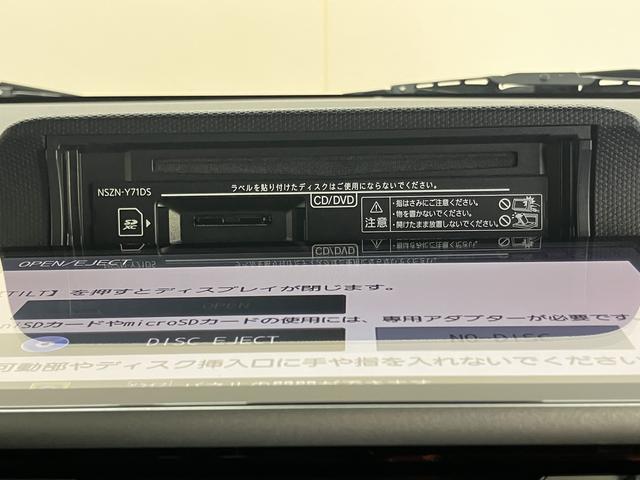 ラベルを貼り付けたディスクはご使用にならないでください。
NSZN-Y71DS
CD/DVD
SD
XC
注意
・指はさみにご注意ください。
・物を置かないでください。
・開けたまま放置しないでください。
OPEN/EJECT
[TILT] を押すとディスプレイが閉じます。
OPEN
SDカードやmicroSDカードの使用には、専用アダプターが必要です
DISC EJECT
NO DISC
可動部やディスク挿入口に手や指を入れないでください